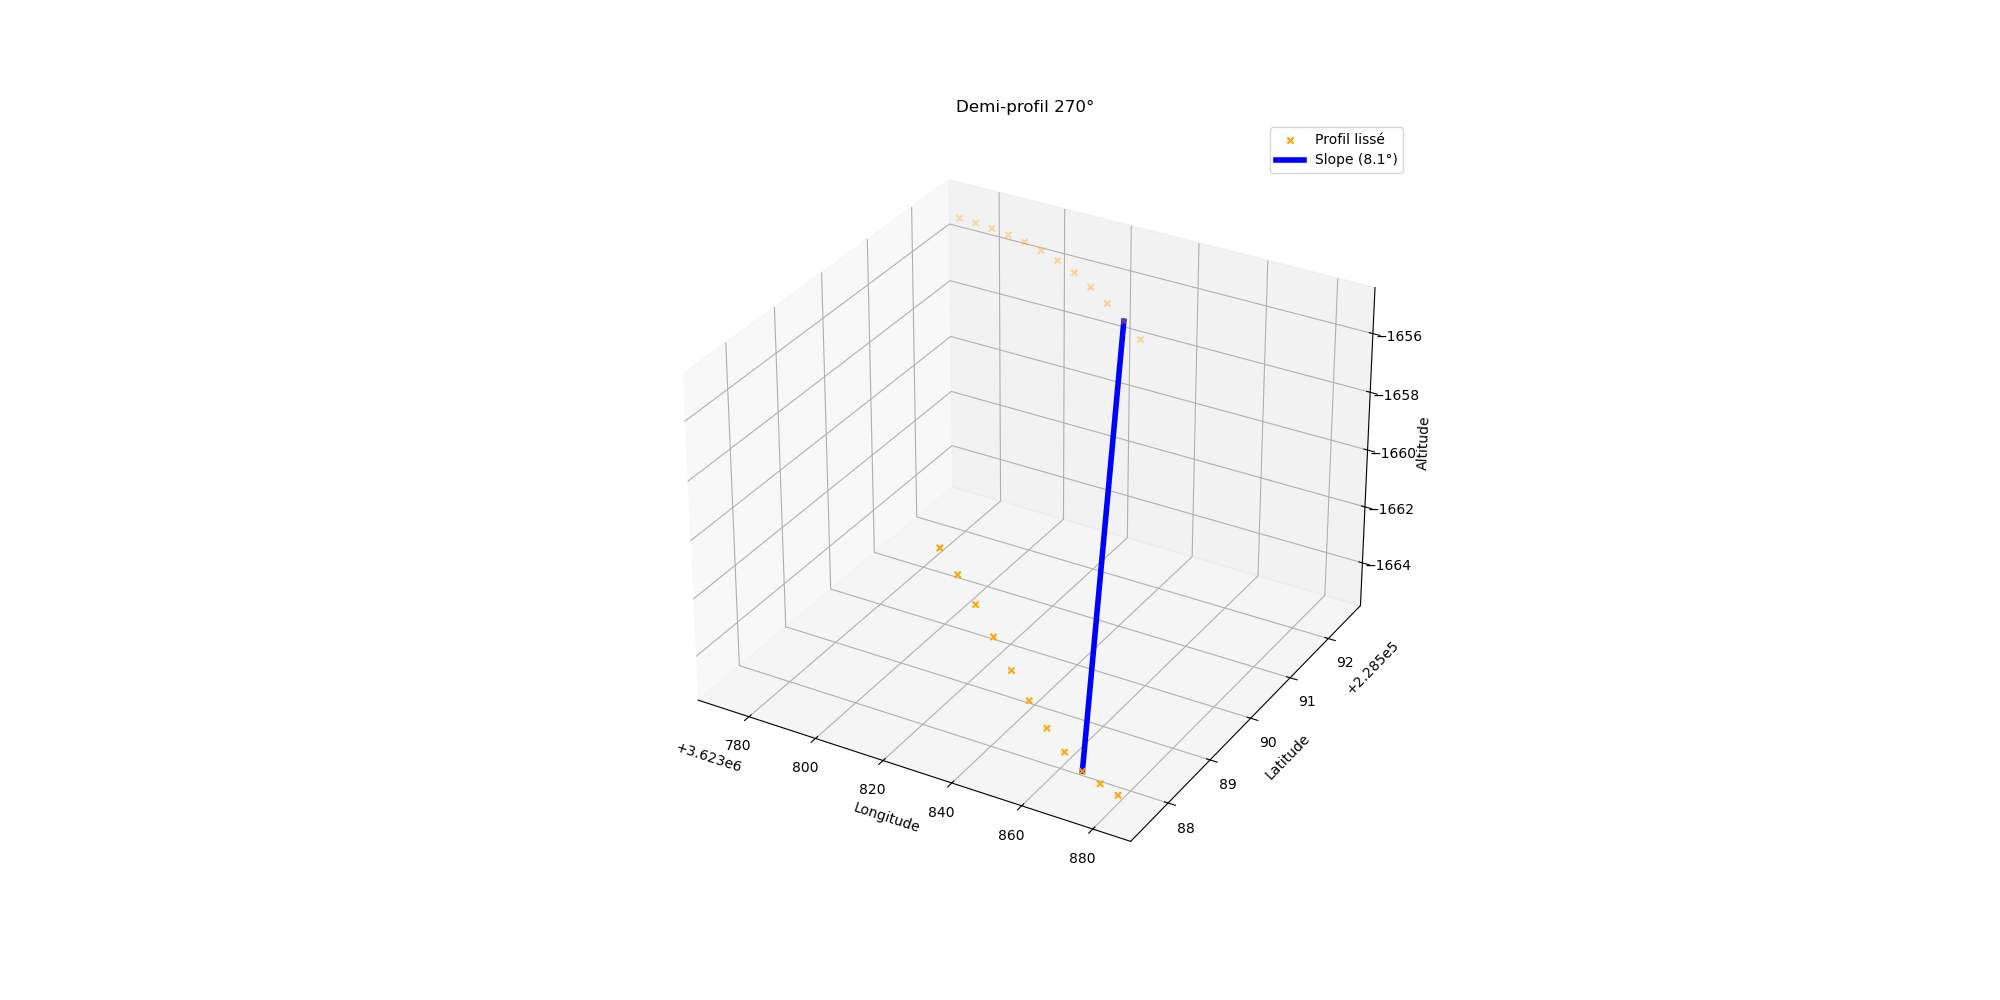 Demi-profil 270°
Profil lissé
Slope (8.1°)
−1656
−1658
−1660
−1662
−1664
Altitude
92
91
90
89
88
+2.285e5
Latitude
780
800
820
840
860
880
+3.623e6
Longitude